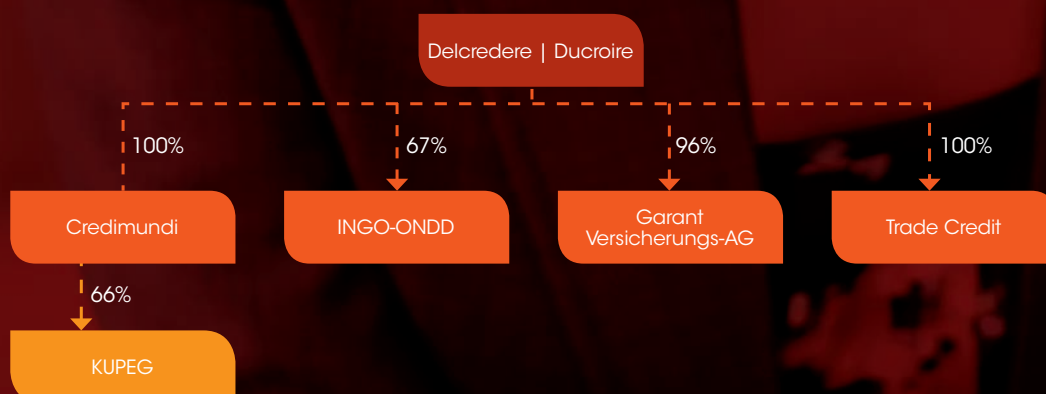 Delcredere | Ducroire
100%
67%
96%
100%
Credimundi
INGO-ONDD
Garant
Versicherungs-AG
Trade Credit
66%
KUPEG